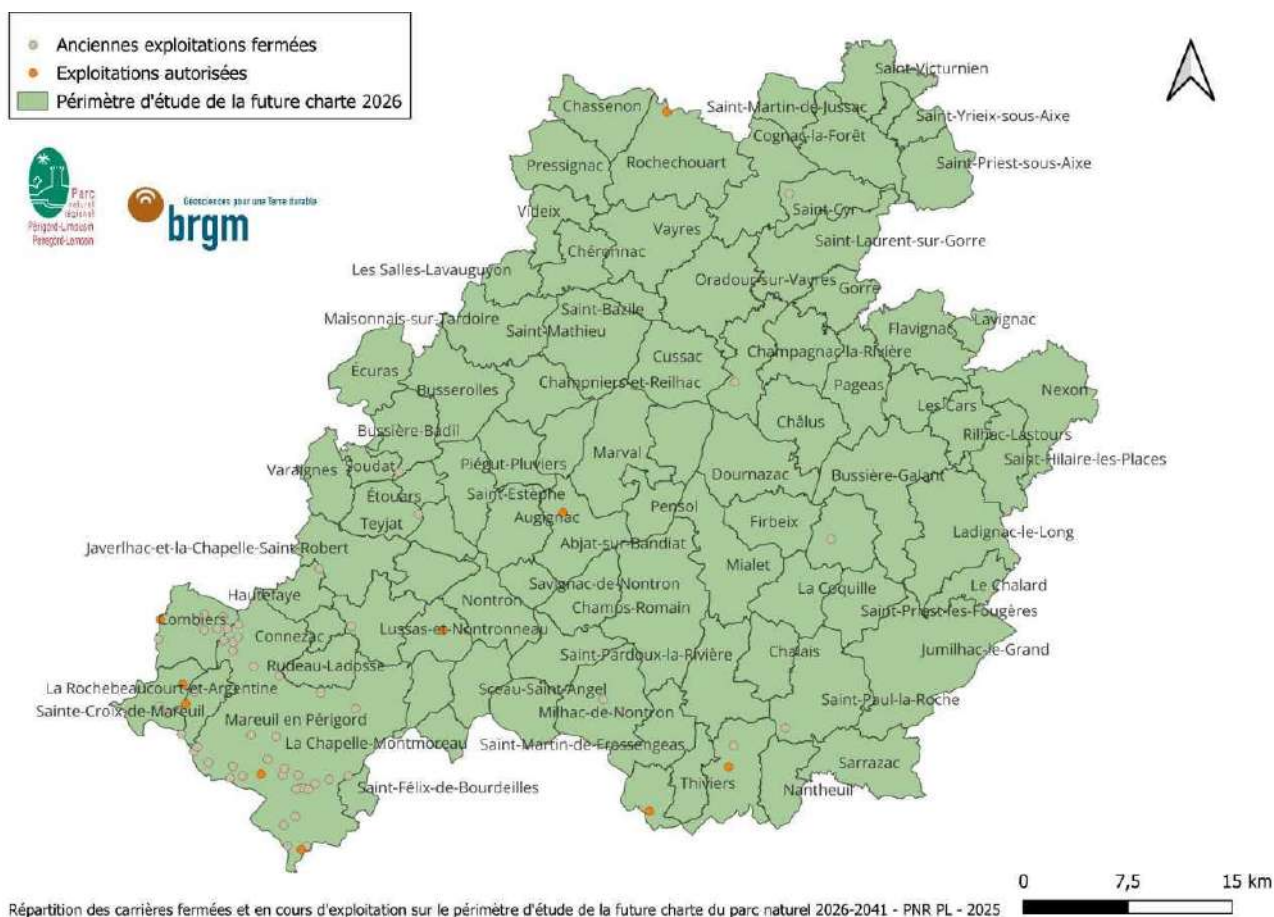 Anciennes exploitations fermées
Exploitations autorisées
Périmètre d'étude de la future charte 2026
Parc
naturel
régional
Périgord-Limousin
Géosciences pour une Terre durable
brgm
Saint-Victurnien
Chassenon
Saint-Martin-de-Jussac
Saint-Yrieix-sous-Aixe
Cognac-la-Forêt
Pressignac
Rochechouart
Saint-Priest-sous-Aixe
Videix
Saint-Cyr
Vayres
Saint-Laurent-sur-Gorre
Chéronnac
Les Salles-Lavauguyon
Oradour-sur-Vayres
Gorre
Saint-Bazile
Maisonnais-sur-Tardoire
Saint-Mathieu
Flavignac
Lavignac
Cussac
Champagnac-la-Rivière
Écuras
Busserolles
Champniers-et-Reilhac
Pageas
Nexon
Les Cars
Châlus
Bussière-Badil
Rilhac-Lastours
Marval
Saint-Hilaire-les-Places
Varaignes
Soudat
Piégut-Pluviers
Dournazac
Bussière-Galant
Étouars
Saint-Estèphe
Pensol
Teyjat
Augignac
Firbeix
Ladignac-le-Long
Javerlhac-et-la-Chapelle-Saint-Robert
Abjat-sur-Bandiat
Mialet
Savignac-de-Nontron
La Coquille
Le Chalard
Hautefaye
Nontron
Champs-Romain
Saint-Priest-les-Fougères
Combiers
Connezac
Lussas-et-Nontronneau
Saint-Pardoux-la-Rivière
Chalais
Jumilhac-le-Grand
Rudeau-Ladosse
La Rochebeaucourt-et-Argentine
Sceau-Saint-Angel
Saint-Paul-la-Roche
Sainte-Croix-de-Mareuil
Mareuil en Périgord
Milhac-de-Nontron
La Chapelle-Montmoreau
Saint-Martin-de-Fressengeas
Sarrazac
Saint-Félix-de-Bourdeilles
Thiviers
Nantheuil
0 7,5 15 km
Répartition des carrières fermées et en cours d'exploitation sur le périmètre d'étude de la future charte du parc naturel 2026-2041 - PNR PL - 2025